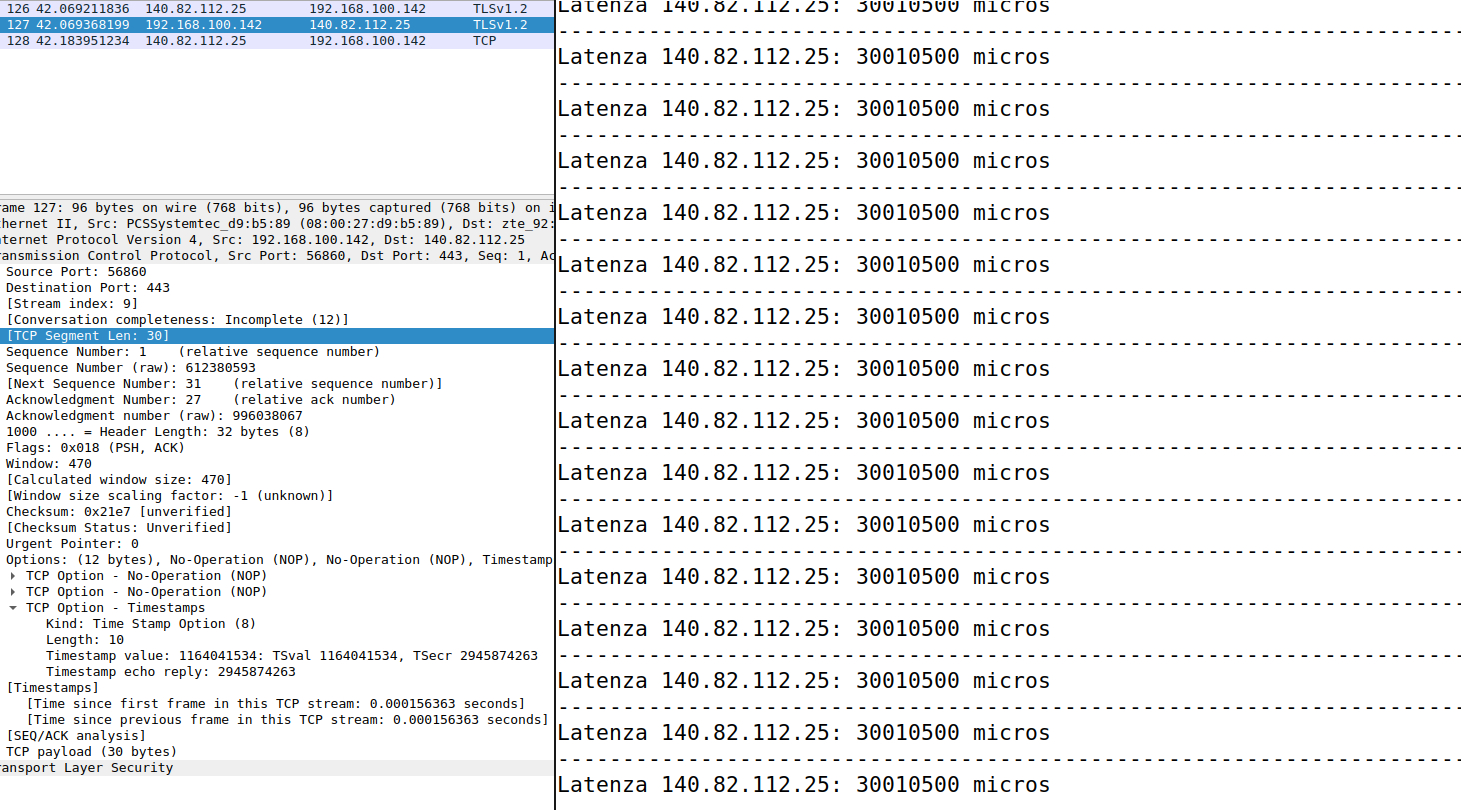 126 42.069211836 140.82.112.25 192.168.100.142 TLSv1.2
127 42.069368199 192.168.100.142 140.82.112.25 TLSv1.2
128 42.183951234 140.82.112.25 192.168.100.142 TCP
rame 127: 96 bytes on wire (768 bits), 96 bytes captured (768 bits) on i
hernet II, Src: PCSSystemtec_d9:b5:89 (08:00:27:d9:b5:89), Dst: zte_92:
nternet Protocol Version 4, Src: 192.168.100.142, Dst: 140.82.112.25
ransmission Control Protocol, Src Port: 56860, Dst Port: 443, Seq: 1, Ac
Source Port: 56860
Destination Port: 443
[Stream index: 9]
[Conversation completeness: Incomplete (12)]
[TCP Segment Len: 30]
Sequence Number: 1 (relative sequence number)
Sequence Number (raw): 612380593
[Next Sequence Number: 31 (relative sequence number)]
Acknowledgment Number: 27 (relative ack number)
Acknowledgment number (raw): 996038067
1000 .... = Header Length: 32 bytes (8)
Flags: 0x018 (PSH, ACK)
Window: 470
[Calculated window size: 470]
[Window size scaling factor: -1 (unknown)]
Checksum: 0x21e7 [unverified]
[Checksum Status: Unverified]
Urgent Pointer: 0
Options: (12 bytes), No-Operation (NOP), No-Operation (NOP), Timestamp
TCP Option - No-Operation (NOP)
TCP Option - No-Operation (NOP)
TCP Option - Timestamps
Kind: Time Stamp Option (8)
Length: 10
Timestamp value: 1164041534: TSval 1164041534, TSecr 2945874263
Timestamp echo reply: 2945874263
[Timestamps]
[Time since first frame in this TCP stream: 0.000156363 seconds]
[Time since previous frame in this TCP stream: 0.000156363 seconds]
[SEQ/ACK analysis]
TCP payload (30 bytes)
ransport Layer Security
Latenza 140.82.112.25: 30010500 micros
----------------------------------------------------------------------
Latenza 140.82.112.25: 30010500 micros
----------------------------------------------------------------------
Latenza 140.82.112.25: 30010500 micros
----------------------------------------------------------------------
Latenza 140.82.112.25: 30010500 micros
----------------------------------------------------------------------
Latenza 140.82.112.25: 30010500 micros
----------------------------------------------------------------------
Latenza 140.82.112.25: 30010500 micros
----------------------------------------------------------------------
Latenza 140.82.112.25: 30010500 micros
----------------------------------------------------------------------
Latenza 140.82.112.25: 30010500 micros
----------------------------------------------------------------------
Latenza 140.82.112.25: 30010500 micros
----------------------------------------------------------------------
Latenza 140.82.112.25: 30010500 micros
----------------------------------------------------------------------
Latenza 140.82.112.25: 30010500 micros
----------------------------------------------------------------------
Latenza 140.82.112.25: 30010500 micros
----------------------------------------------------------------------
Latenza 140.82.112.25: 30010500 micros
----------------------------------------------------------------------
Latenza 140.82.112.25: 30010500 micros
----------------------------------------------------------------------
Latenza 140.82.112.25: 30010500 micros
----------------------------------------------------------------------
Latenza 140.82.112.25: 30010500 micros